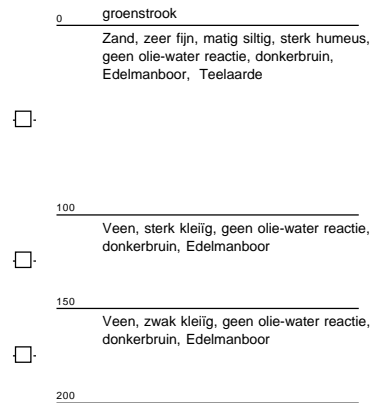 0 groenstrook
Zand, zeer fijn, matig siltig, sterk humeus,
geen olie-water reactie, donkerbruin,
Edelmanboor, Teelaarde
100
Veen, sterk kleiïg, geen olie-water reactie,
donkerbruin, Edelmanboor
150
Veen, zwak kleiïg, geen olie-water reactie,
donkerbruin, Edelmanboor
200